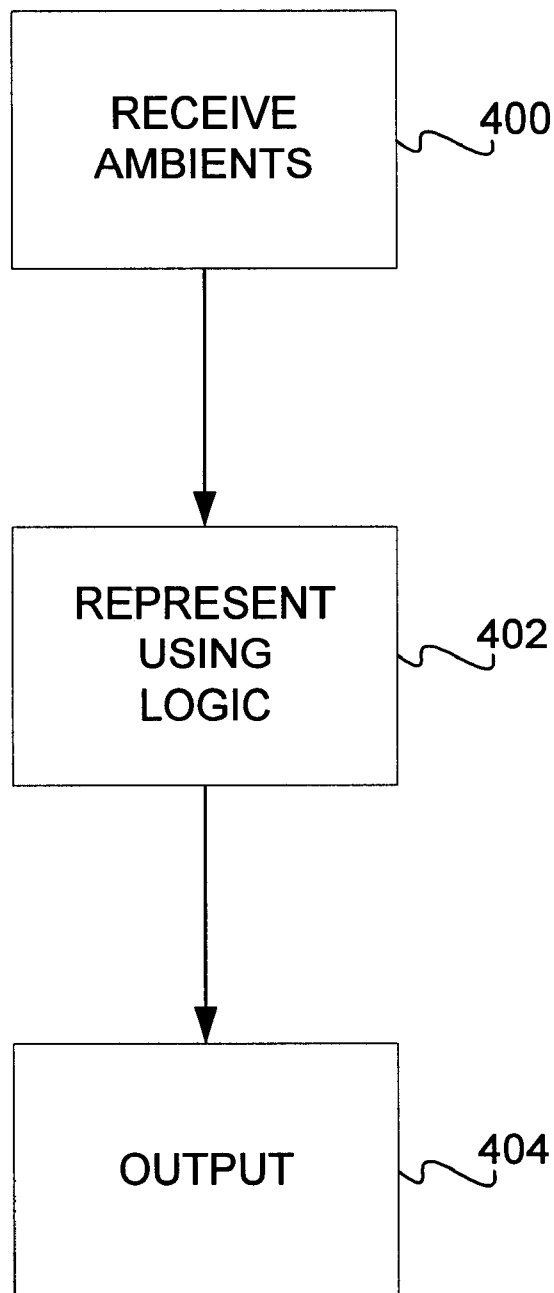 RECEIVE
AMBIENTS
400
REPRESENT
USING
LOGIC
402
OUTPUT
404